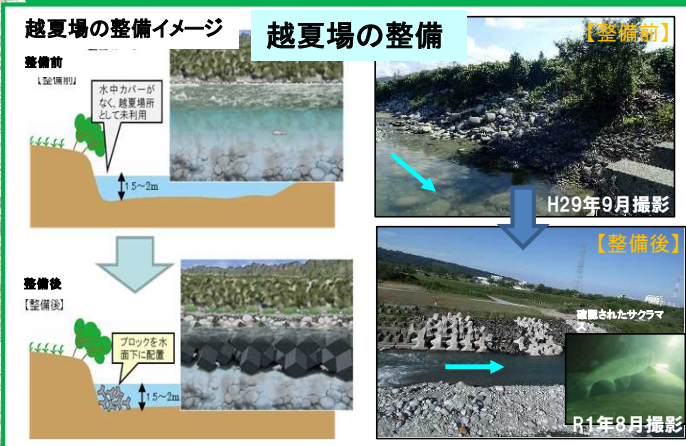 越夏場の整備イメージ
越夏場の整備
整備前
【整備前】
水中カバーが
なく、越夏場所
として未利用
1.5～2m
整備後
【整備後】
ブロックを水
面下に配置
1.5～2m
【整備前】
H29年9月撮影
【整備後】
確認されたサクラマ
ス
R1年8月撮影